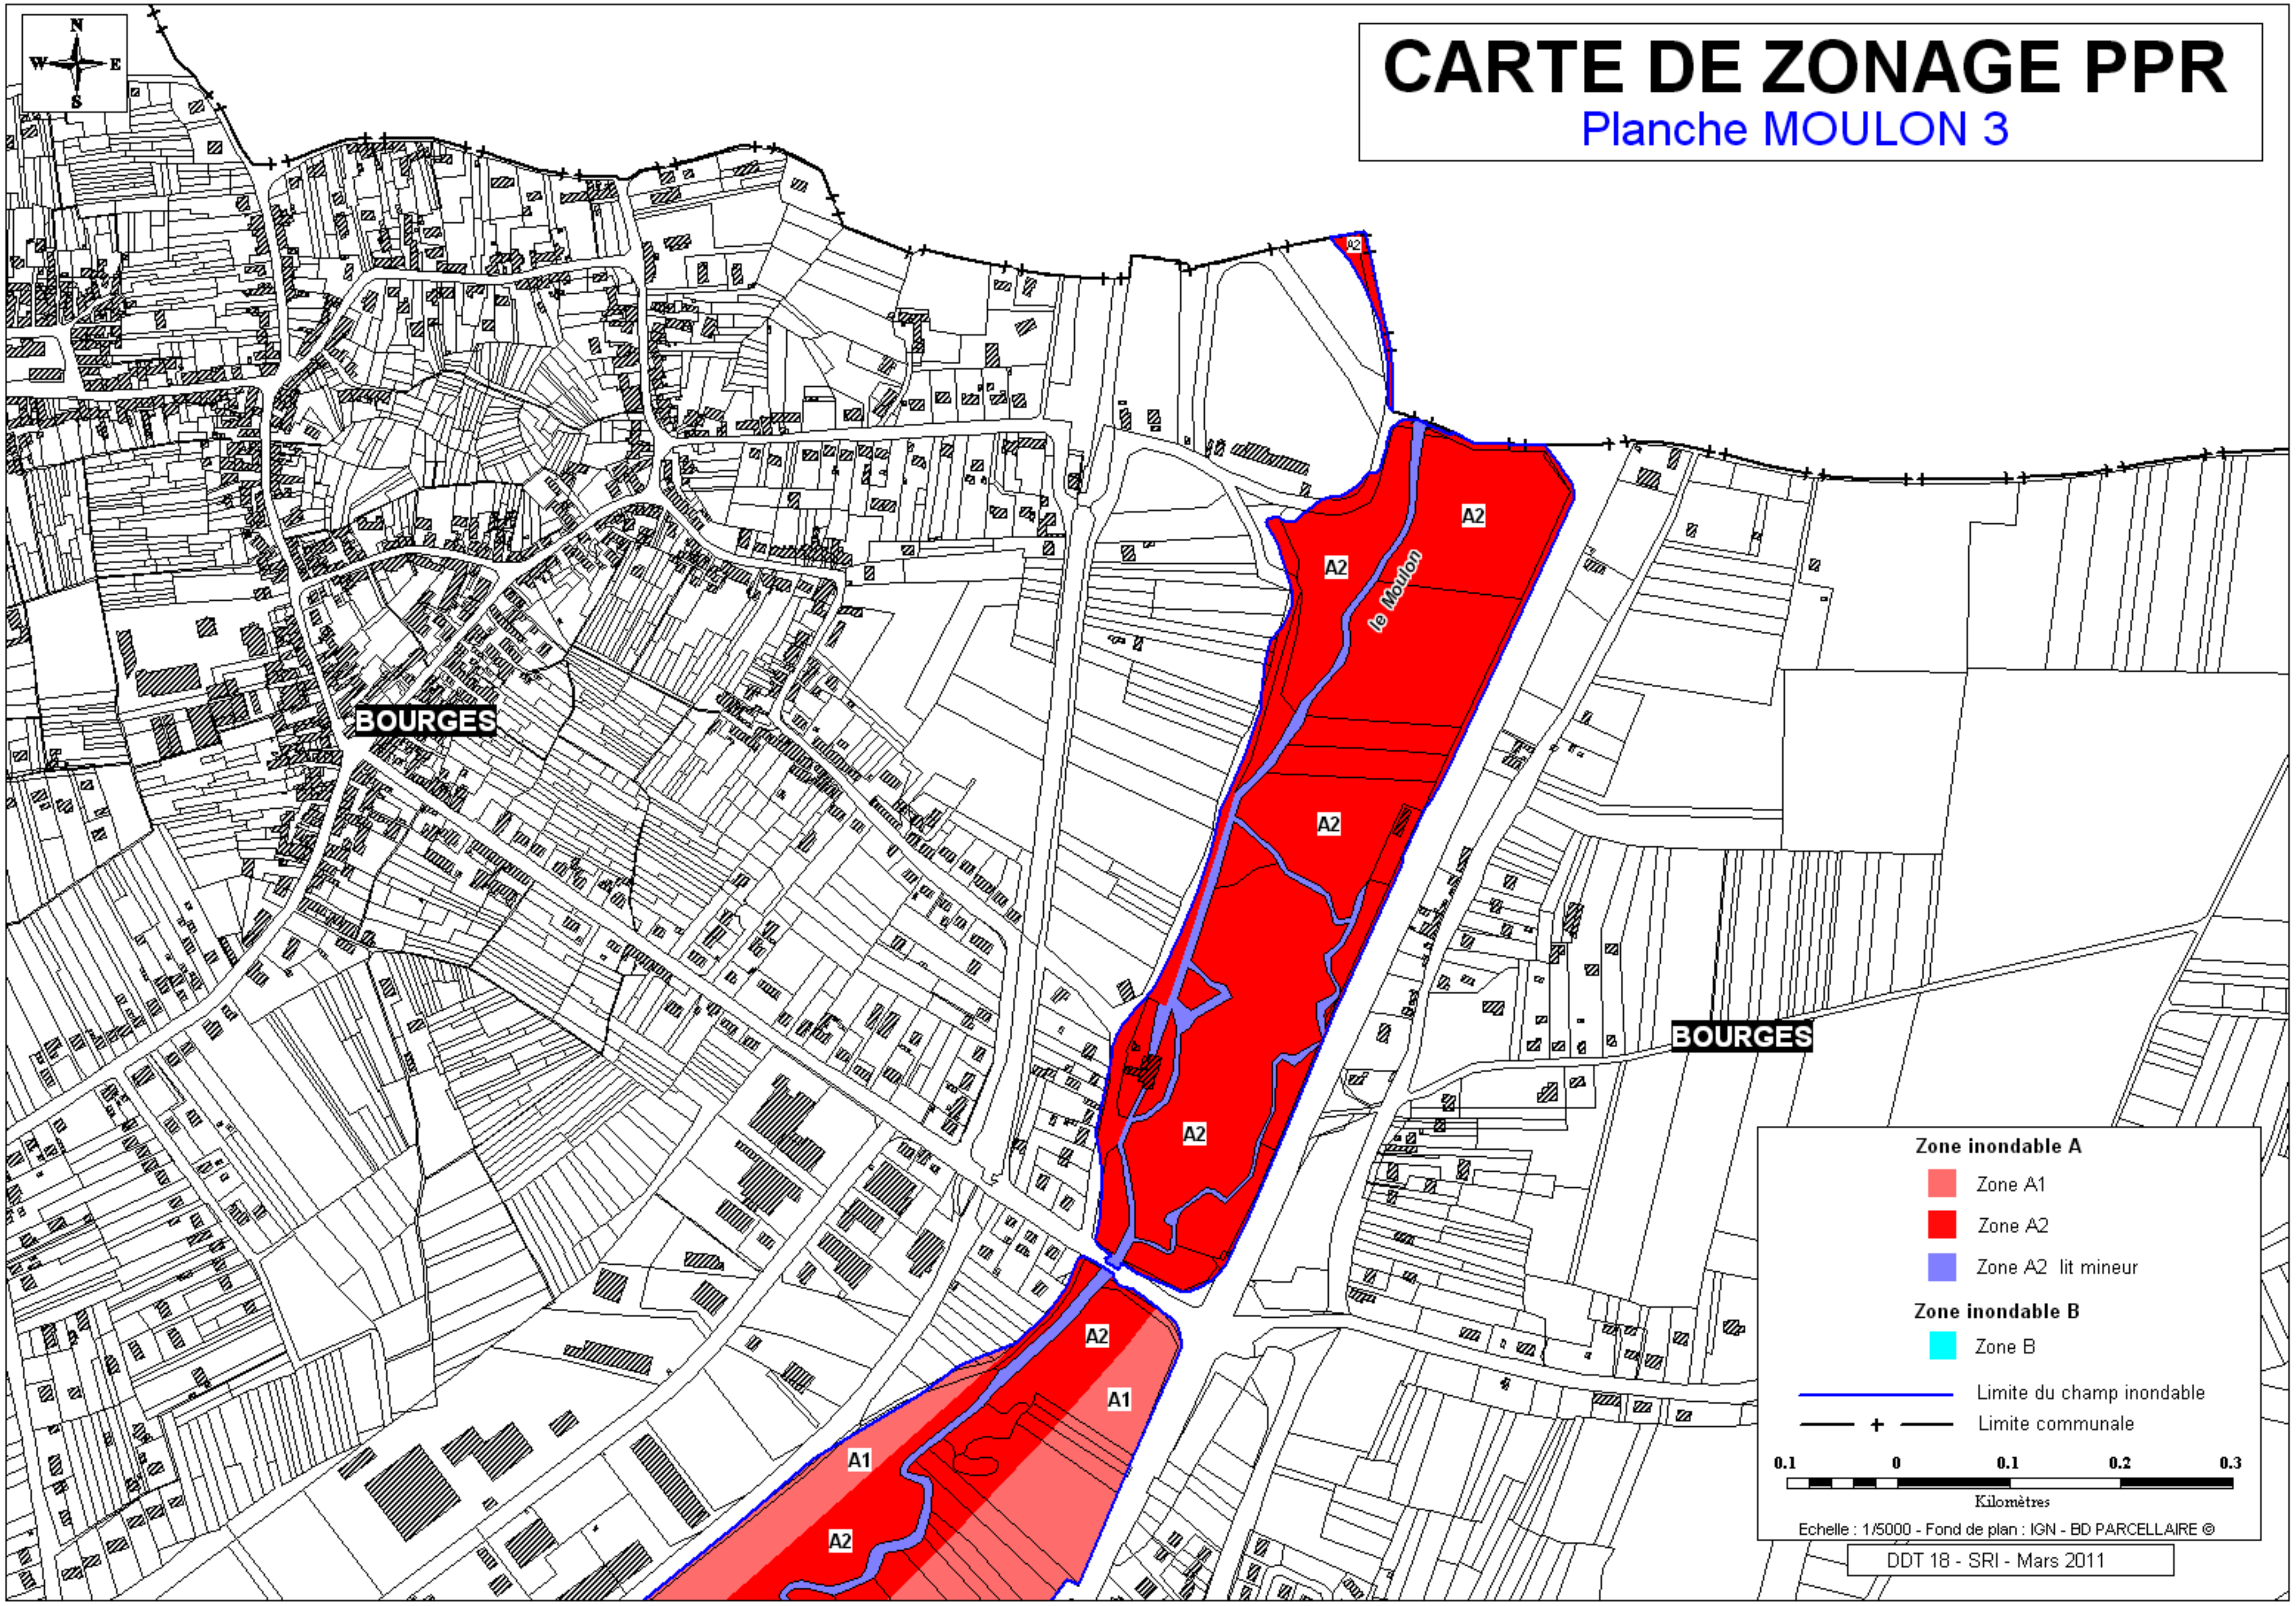 N
W E
S
CARTE DE ZONAGE PPR
Planche MOULON 3
A2
A2
A2
le Moulon
BOURGES
A2
BOURGES
A2
A2
A1
A1
A2
Zone inondable A
Zone A1
Zone A2
Zone A2 lit mineur
Zone inondable B
Zone B
Limite du champ inondable
Limite communale
0.1 0 0.1 0.2 0.3
Kilomètres
Echelle : 1/5000 - Fond de plan : IGN - BD PARCELLAIRE ©
DDT 18 - SRI - Mars 2011